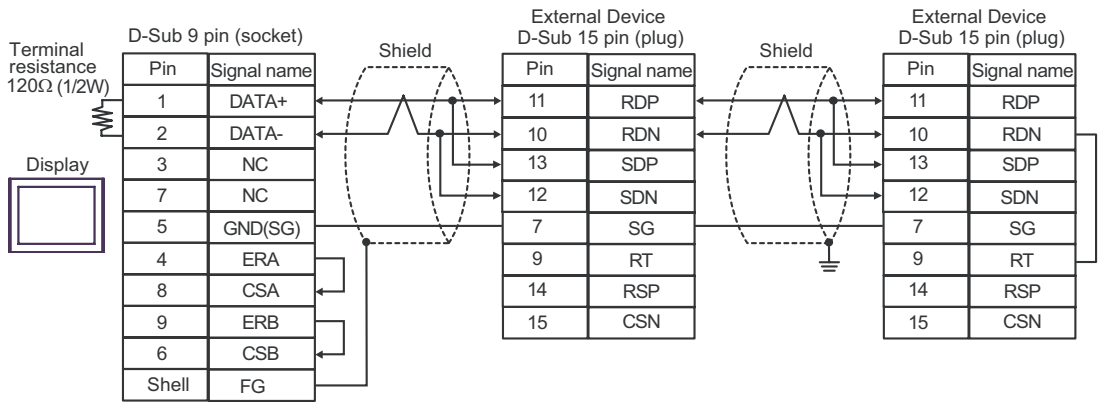 Terminal
resistance
120Ω (1/2W)
Display
D-Sub 9 pin (socket)
Pin Signal name
1 DATA+
2 DATA-
3 NC
7 NC
5 GND(SG)
4 ERA
8 CSA
9 ERB
6 CSB
Shell FG
Shield
External Device
D-Sub 15 pin (plug)
Pin Signal name
11 RDP
10 RDN
13 SDP
12 SDN
7 SG
9 RT
14 RSP
15 CSN
Shield
External Device
D-Sub 15 pin (plug)
Pin Signal name
11 RDP
10 RDN
13 SDP
12 SDN
7 SG
9 RT
14 RSP
15 CSN